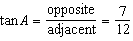 tan A = opposite/adjacent = 7/12